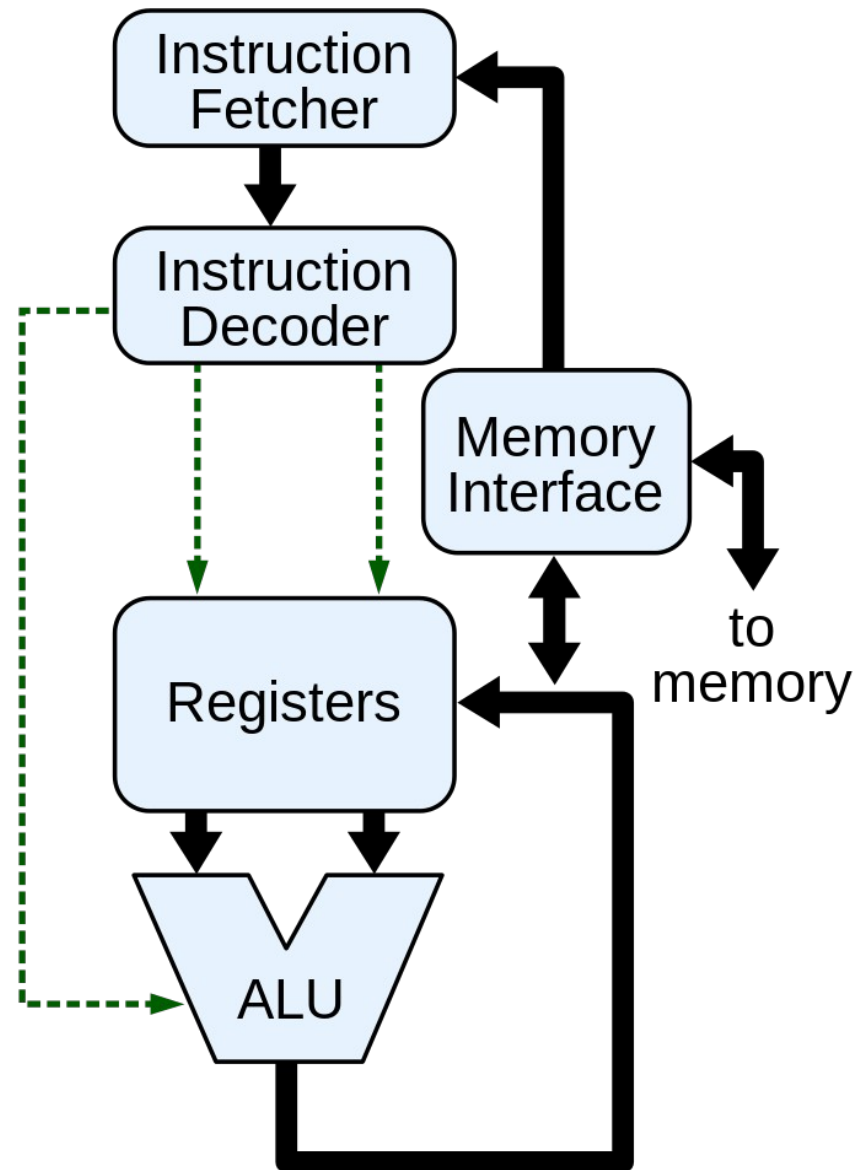 Instruction
Fetcher
Instruction
Decoder
Memory
Interface
to
memory
Registers
ALU